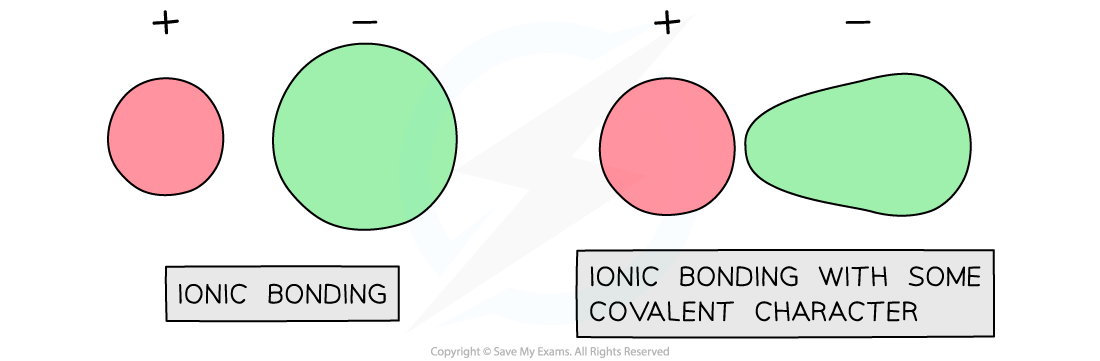 + − + −
IONIC BONDING
IONIC BONDING WITH SOME
COVALENT CHARACTER
Copyright © Save My Exams. All Rights Reserved